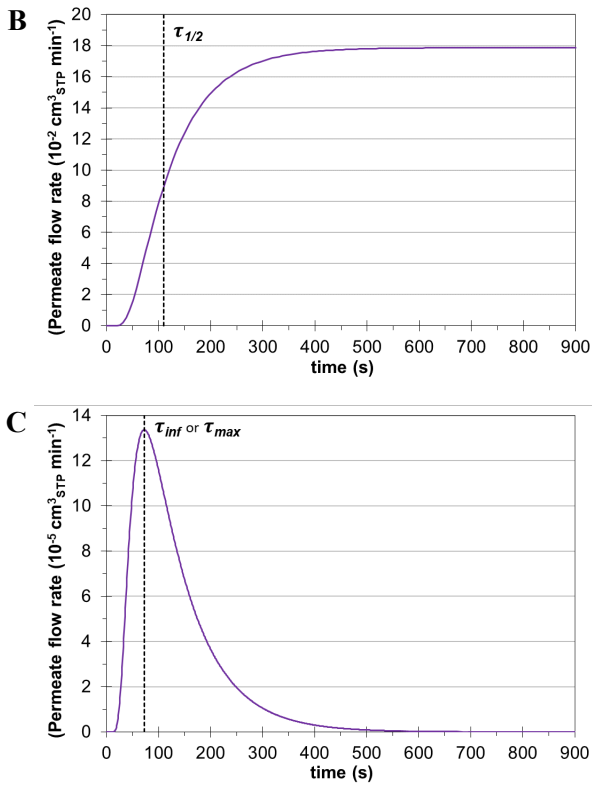 B
τ1/2
(Permeate flow rate (10-2 cm3STP min-1)
20
18
16
14
12
10
8
6
4
2
0
0 100 200 300 400 500 600 700 800 900
time (s)
C
τinf or τmax
(Permeate flow rate (10-5 cm3STP min-1)
14
12
10
8
6
4
2
0
0 100 200 300 400 500 600 700 800 900
time (s)